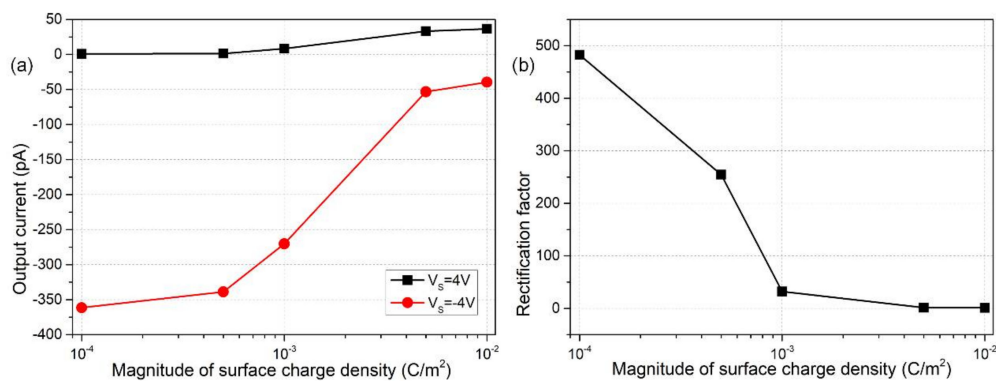 (a)
Output current (pA)
50
0
-50
-100
-150
-200
-250
-300
-350
-400
V_S=4V
V_S=-4V
10^-4
10^-3
10^-2
Magnitude of surface charge density (C/m²)
(b)
Rectification factor
500
400
300
200
100
0
10^-4
10^-3
10^-2
Magnitude of surface charge density (C/m²)